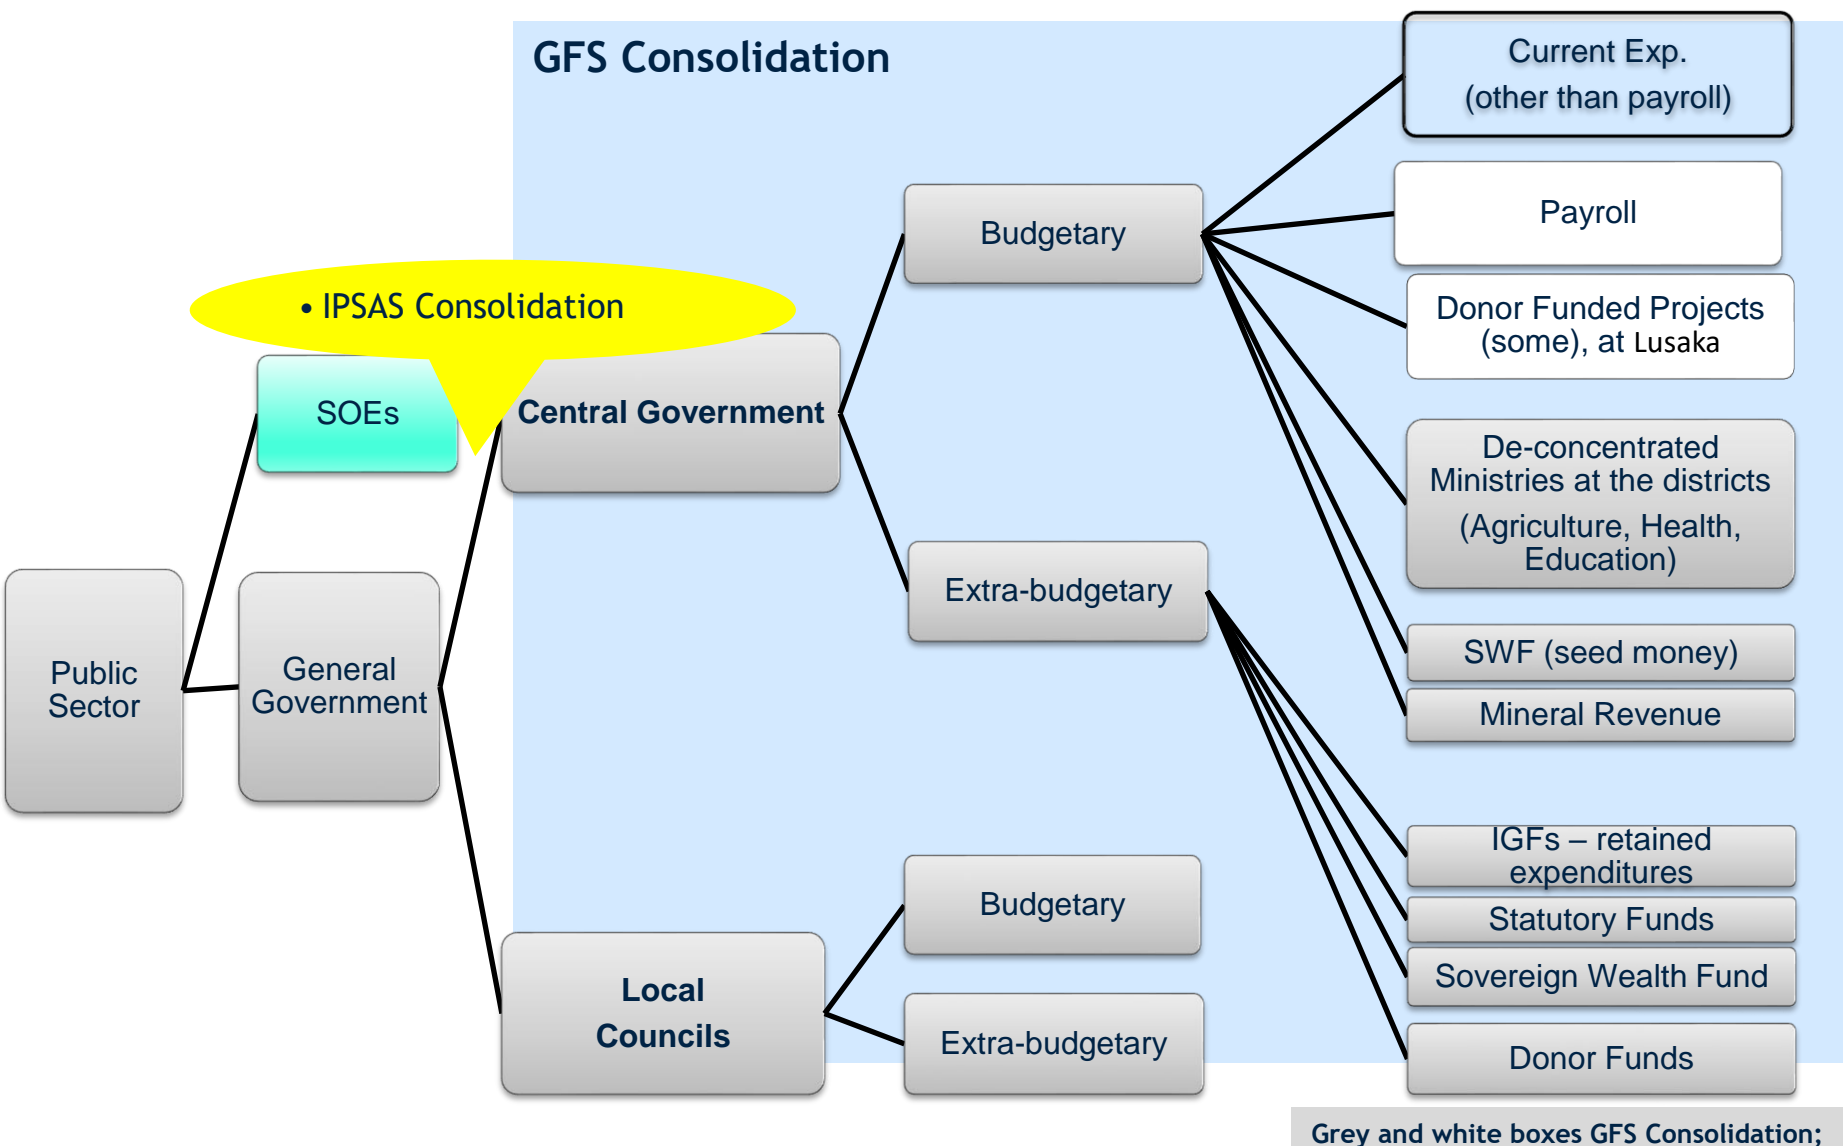 GFS Consolidation
Current Exp.
(other than payroll)
Payroll
Budgetary
• IPSAS Consolidation
Donor Funded Projects
(some), at Lusaka
SOEs
Central Government
De-concentrated
Ministries at the districts
(Agriculture, Health,
Education)
Extra-budgetary
Public
Sector
General
Government
SWF (seed money)
Mineral Revenue
IGFs – retained
expenditures
Budgetary
Statutory Funds
Sovereign Wealth Fund
Local
Councils
Extra-budgetary
Donor Funds
Grey and white boxes GFS Consolidation;